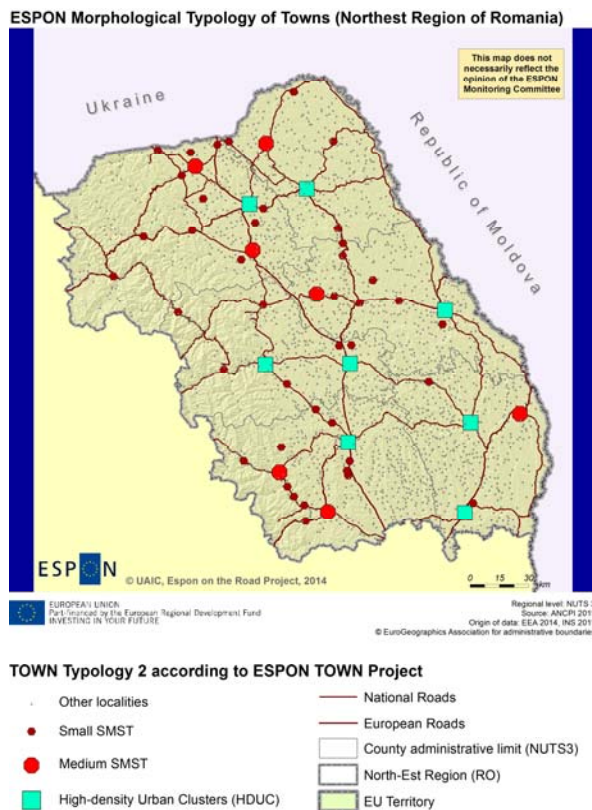 ESPON Morphological Typology of Towns (Northest Region of Romania)
This map does not
necessarily reflect the
opinion of the ESPON
Monitoring Committee
Ukraine
Republic of Moldova
ESPON
© UAIC, Espon on the Road Project, 2014
0 15 30 km
EUROPEAN UNION
Part-financed by the European Regional Development Fund
INVESTING IN YOUR FUTURE
Regional level: NUTS
Source: ANCPI
Origin of data: EEA 2014, INS
© EuroGeographics Association for administrative boundaries
TOWN Typology 2 according to ESPON TOWN Project
Other localities
Small SMST
Medium SMST
High-density Urban Clusters (HDUC)
National Roads
European Roads
County administrative limit (NUTS3)
North-Est Region (RO)
EU Territory